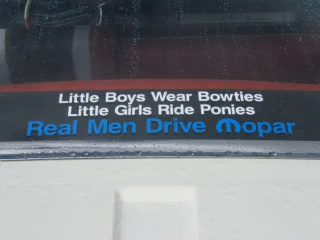 Little Boys Wear Bowties
Little Girls Ride Ponies
Real Men Drive Mopar